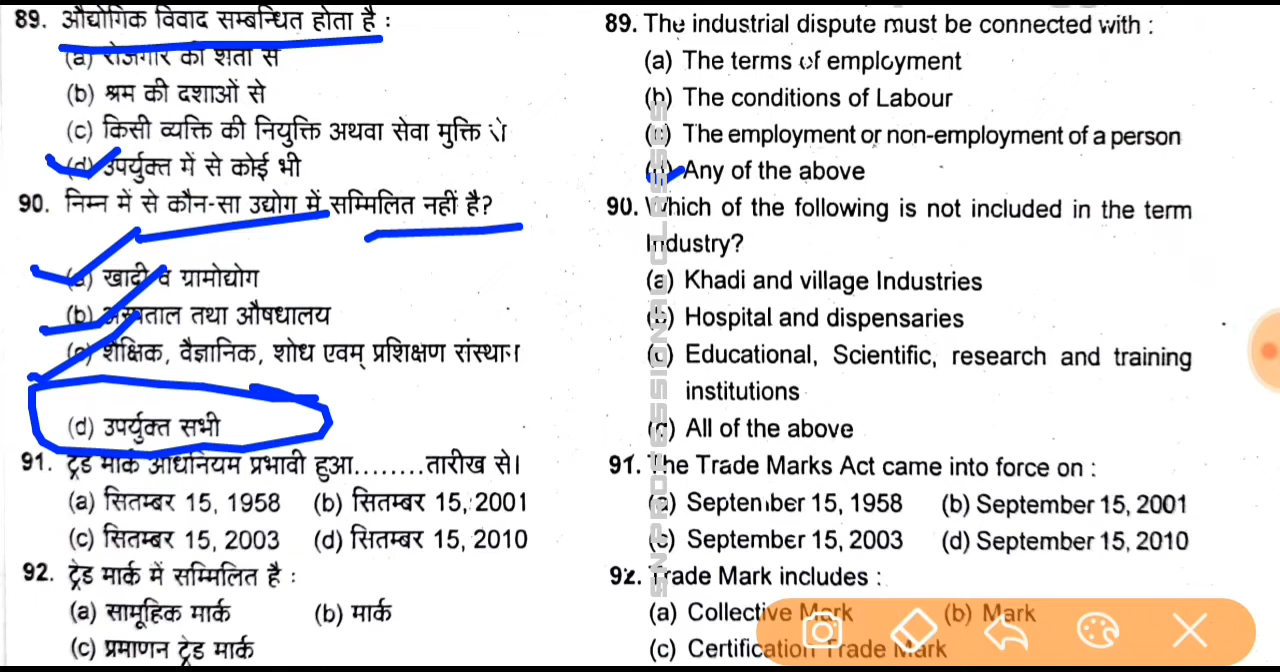 89. औद्योगिक विवाद सम्बन्धित होता है :
(a) रोजगार की शर्तो से
(b) श्रम की दशाओं से
(c) किसी व्यक्ति की नियुक्ति अथवा सेवा मुक्ति से
(d) उपर्युक्त में से कोई भी
90. निम्न में से कौन-सा उद्योग में सम्मिलित नहीं है?
(a) खादी व ग्रामोद्योग
(b) अस्पताल तथा औषधालय
(c) शैक्षिक, वैज्ञानिक, शोध एवम् प्रशिक्षण संस्थान
(d) उपर्युक्त सभी
91. ट्रेड मार्क अधिनियम प्रभावी हुआ........तारीख से।
(a) सितम्बर 15, 1958 (b) सितम्बर 15, 2001
(c) सितम्बर 15, 2003 (d) सितम्बर 15, 2010
92. ट्रेड मार्क में सम्मिलित है :
(a) सामूहिक मार्क (b) मार्क
(c) प्रमाणन ट्रेड मार्क
89. The industrial dispute must be connected with :
(a) The terms of employment
(b) The conditions of Labour
(c) The employment or non-employment of a person
(d) Any of the above
90. Which of the following is not included in the term
Industry?
(a) Khadi and village Industries
(b) Hospital and dispensaries
(c) Educational, Scientific, research and training
institutions
(d) All of the above
91. The Trade Marks Act came into force on :
(a) September 15, 1958 (b) September 15, 2001
(c) September 15, 2003 (d) September 15, 2010
92. Trade Mark includes :
(a) Collective Mark (b) Mark
(c) Certification Trade Mark